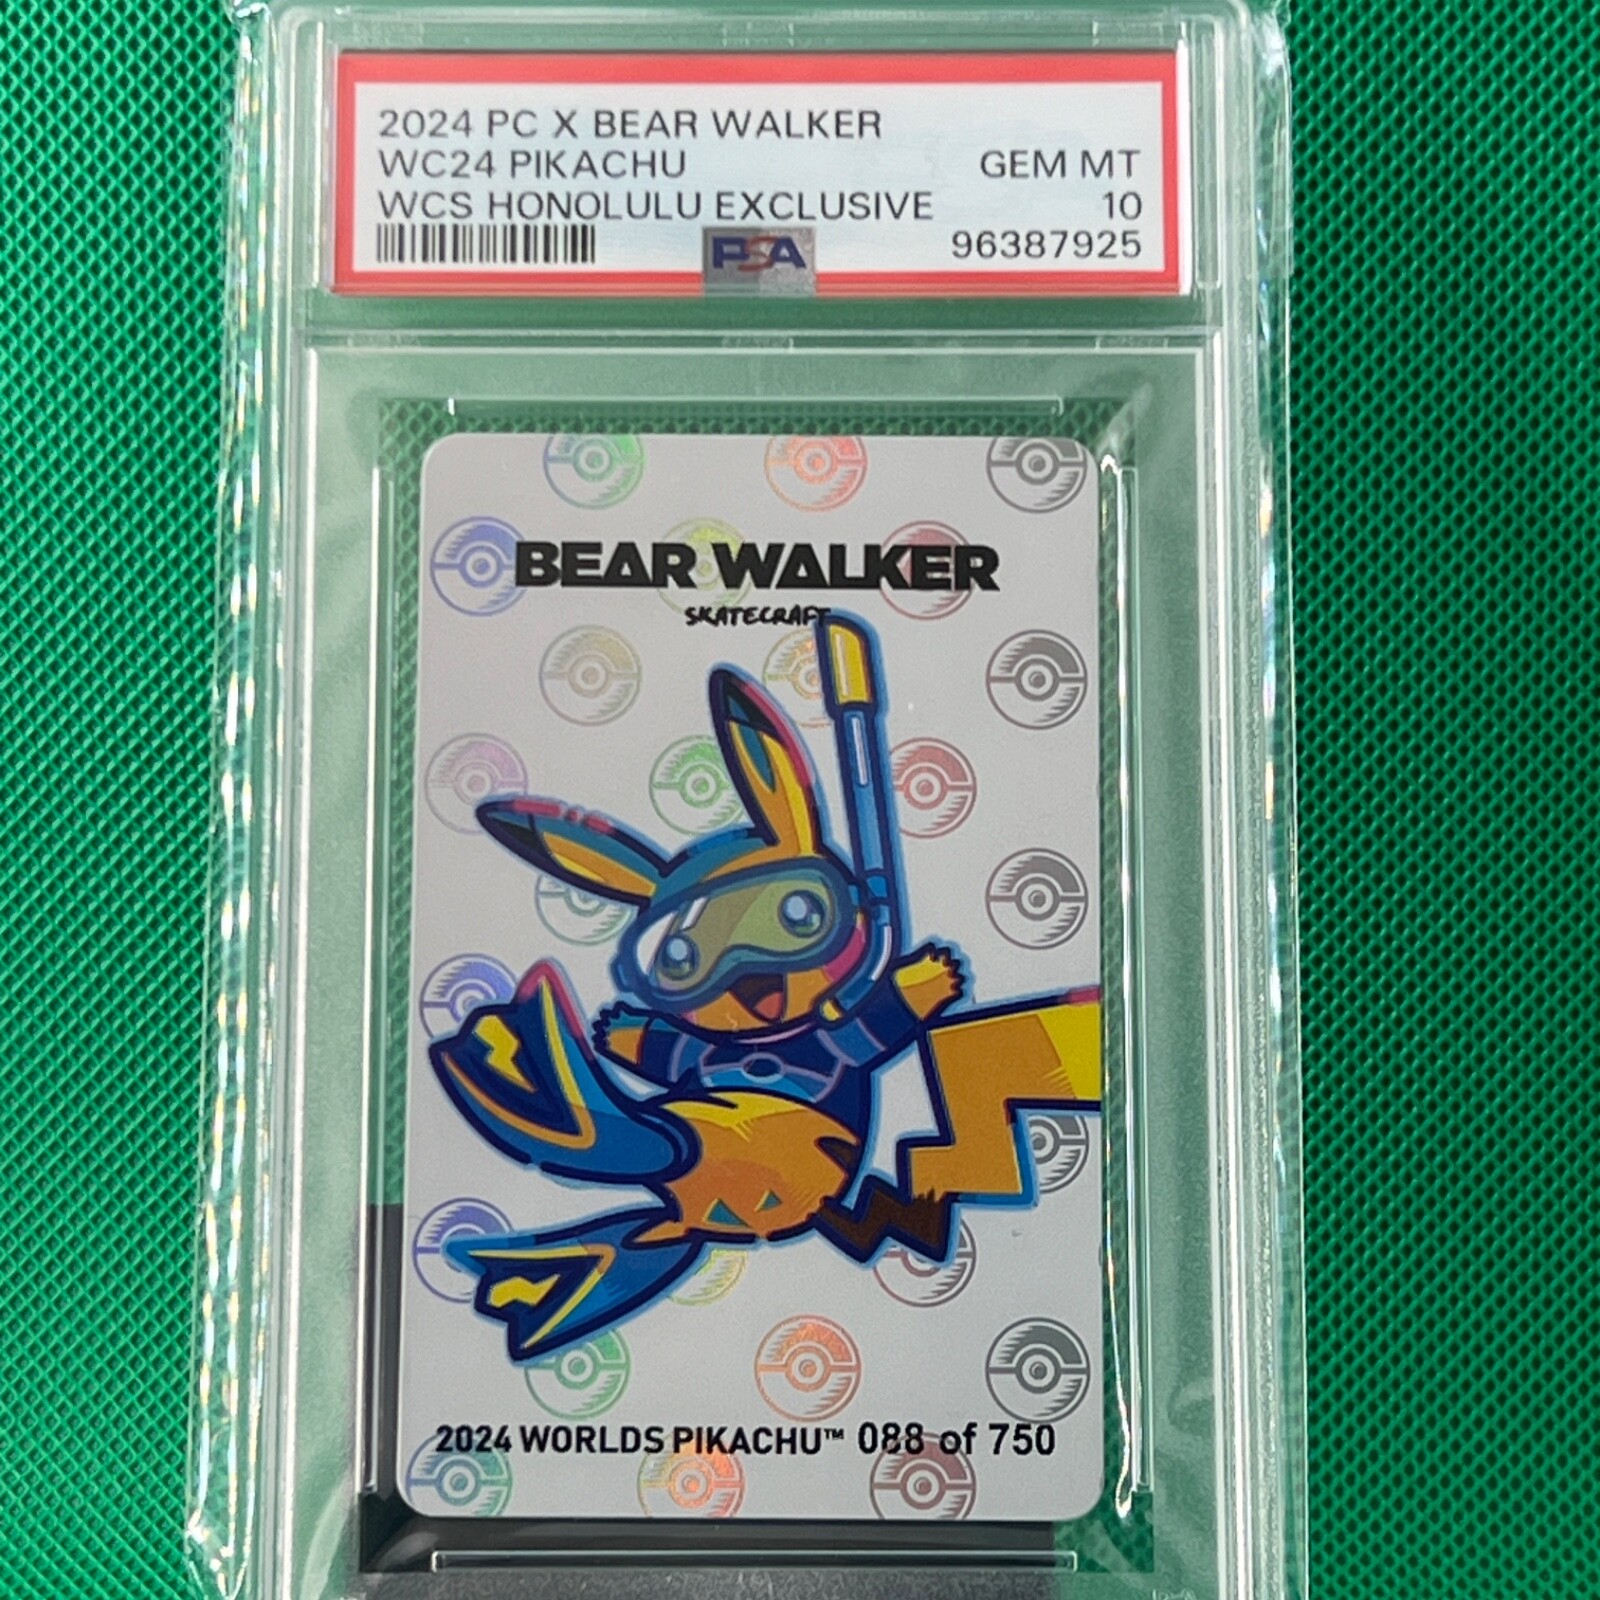 2024 PC X BEAR WALKER
WC24 PIKACHU GEM MT
WCS HONOLULU EXCLUSIVE 10
PSA 96387925
BEAR WALKER
SKATECRAFT
2024 WORLDS PIKACHU™ 088 of 750